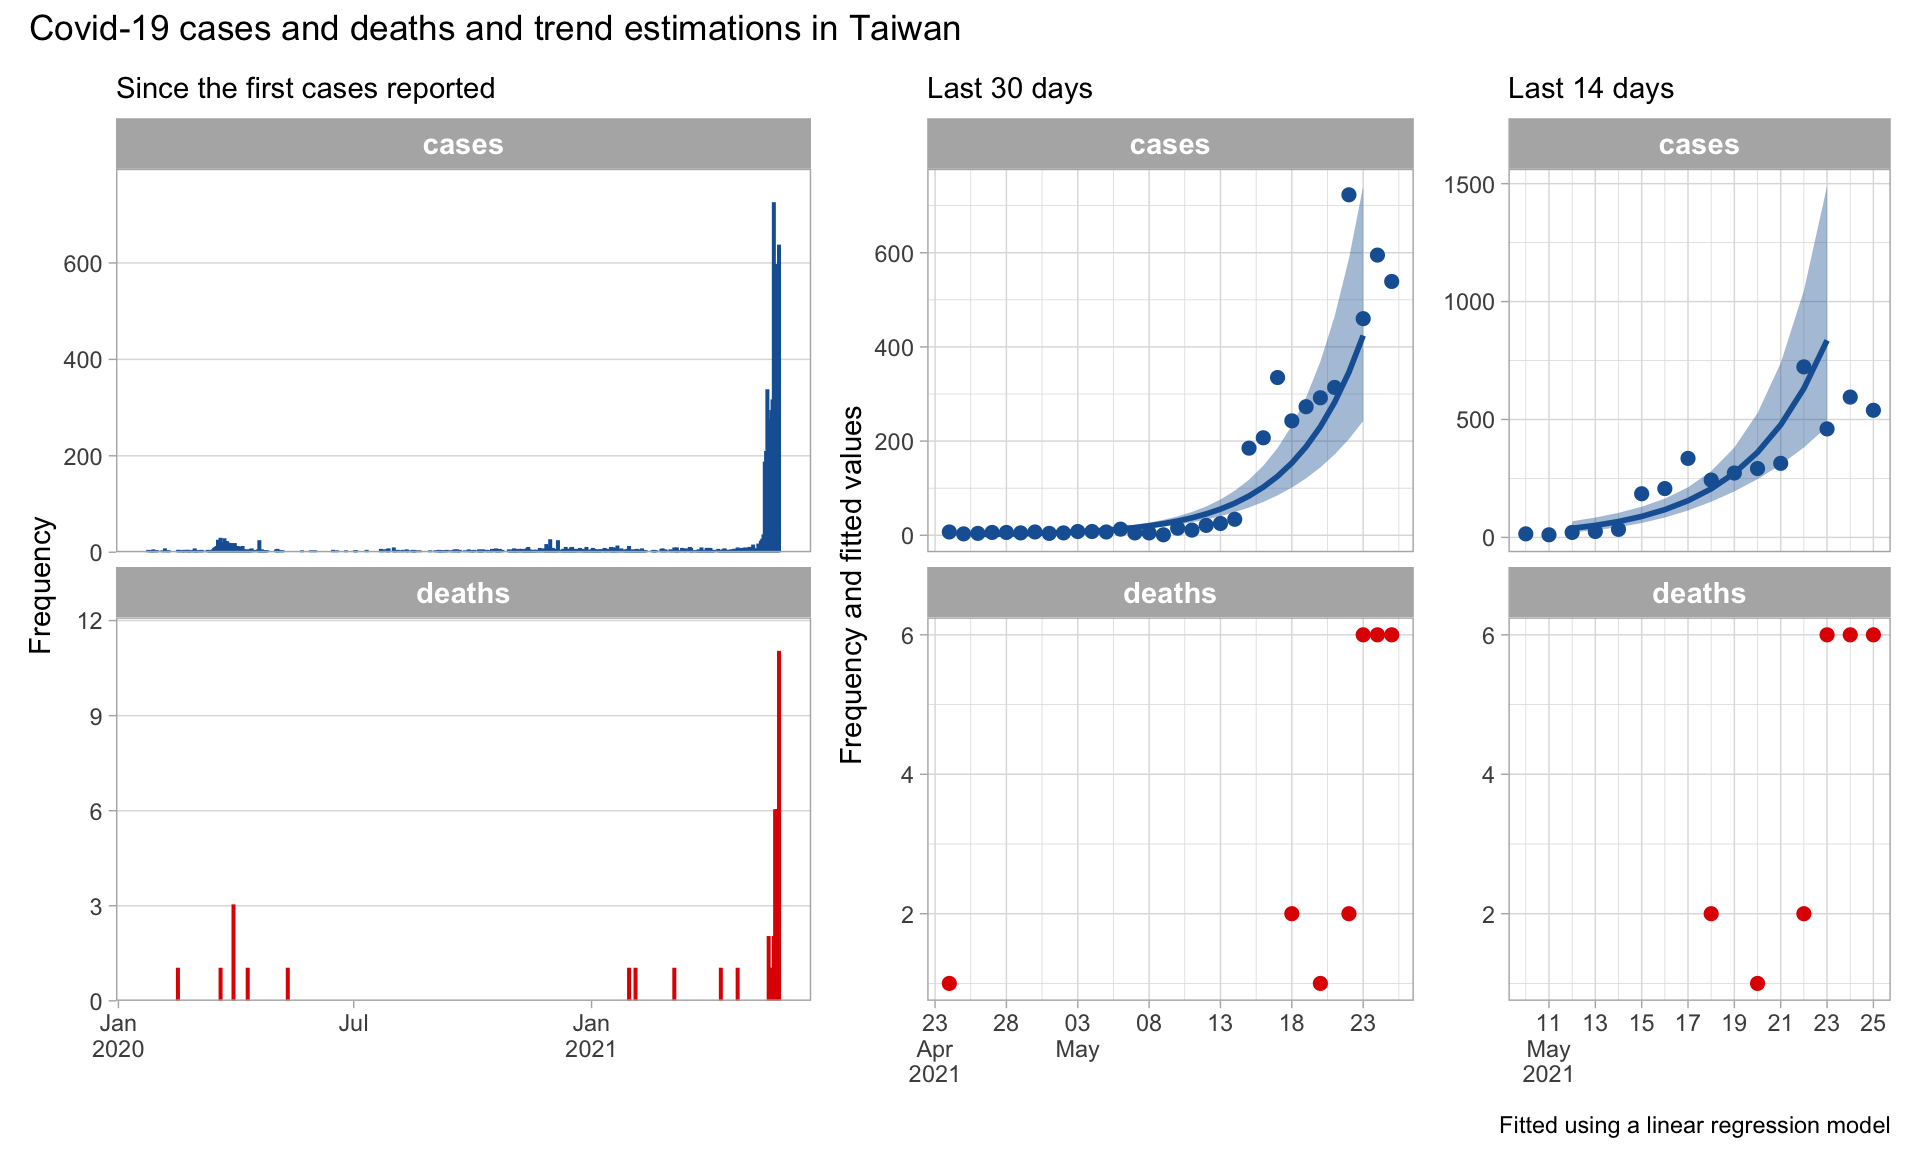 Covid-19 cases and deaths and trend estimations in Taiwan
Since the first cases reported
cases
600
400
200
0
deaths
12
9
6
3
0
Frequency
Jan Jul Jan
2020 2021
Last 30 days
cases
600
400
200
0
deaths
6
4
2
Frequency and fitted values
23 28 03 08 13 18 23
Apr May
2021
Last 14 days
cases
1500
1000
500
0
deaths
6
4
2
11 13 15 17 19 21 23 25
May
2021
Fitted using a linear regression model